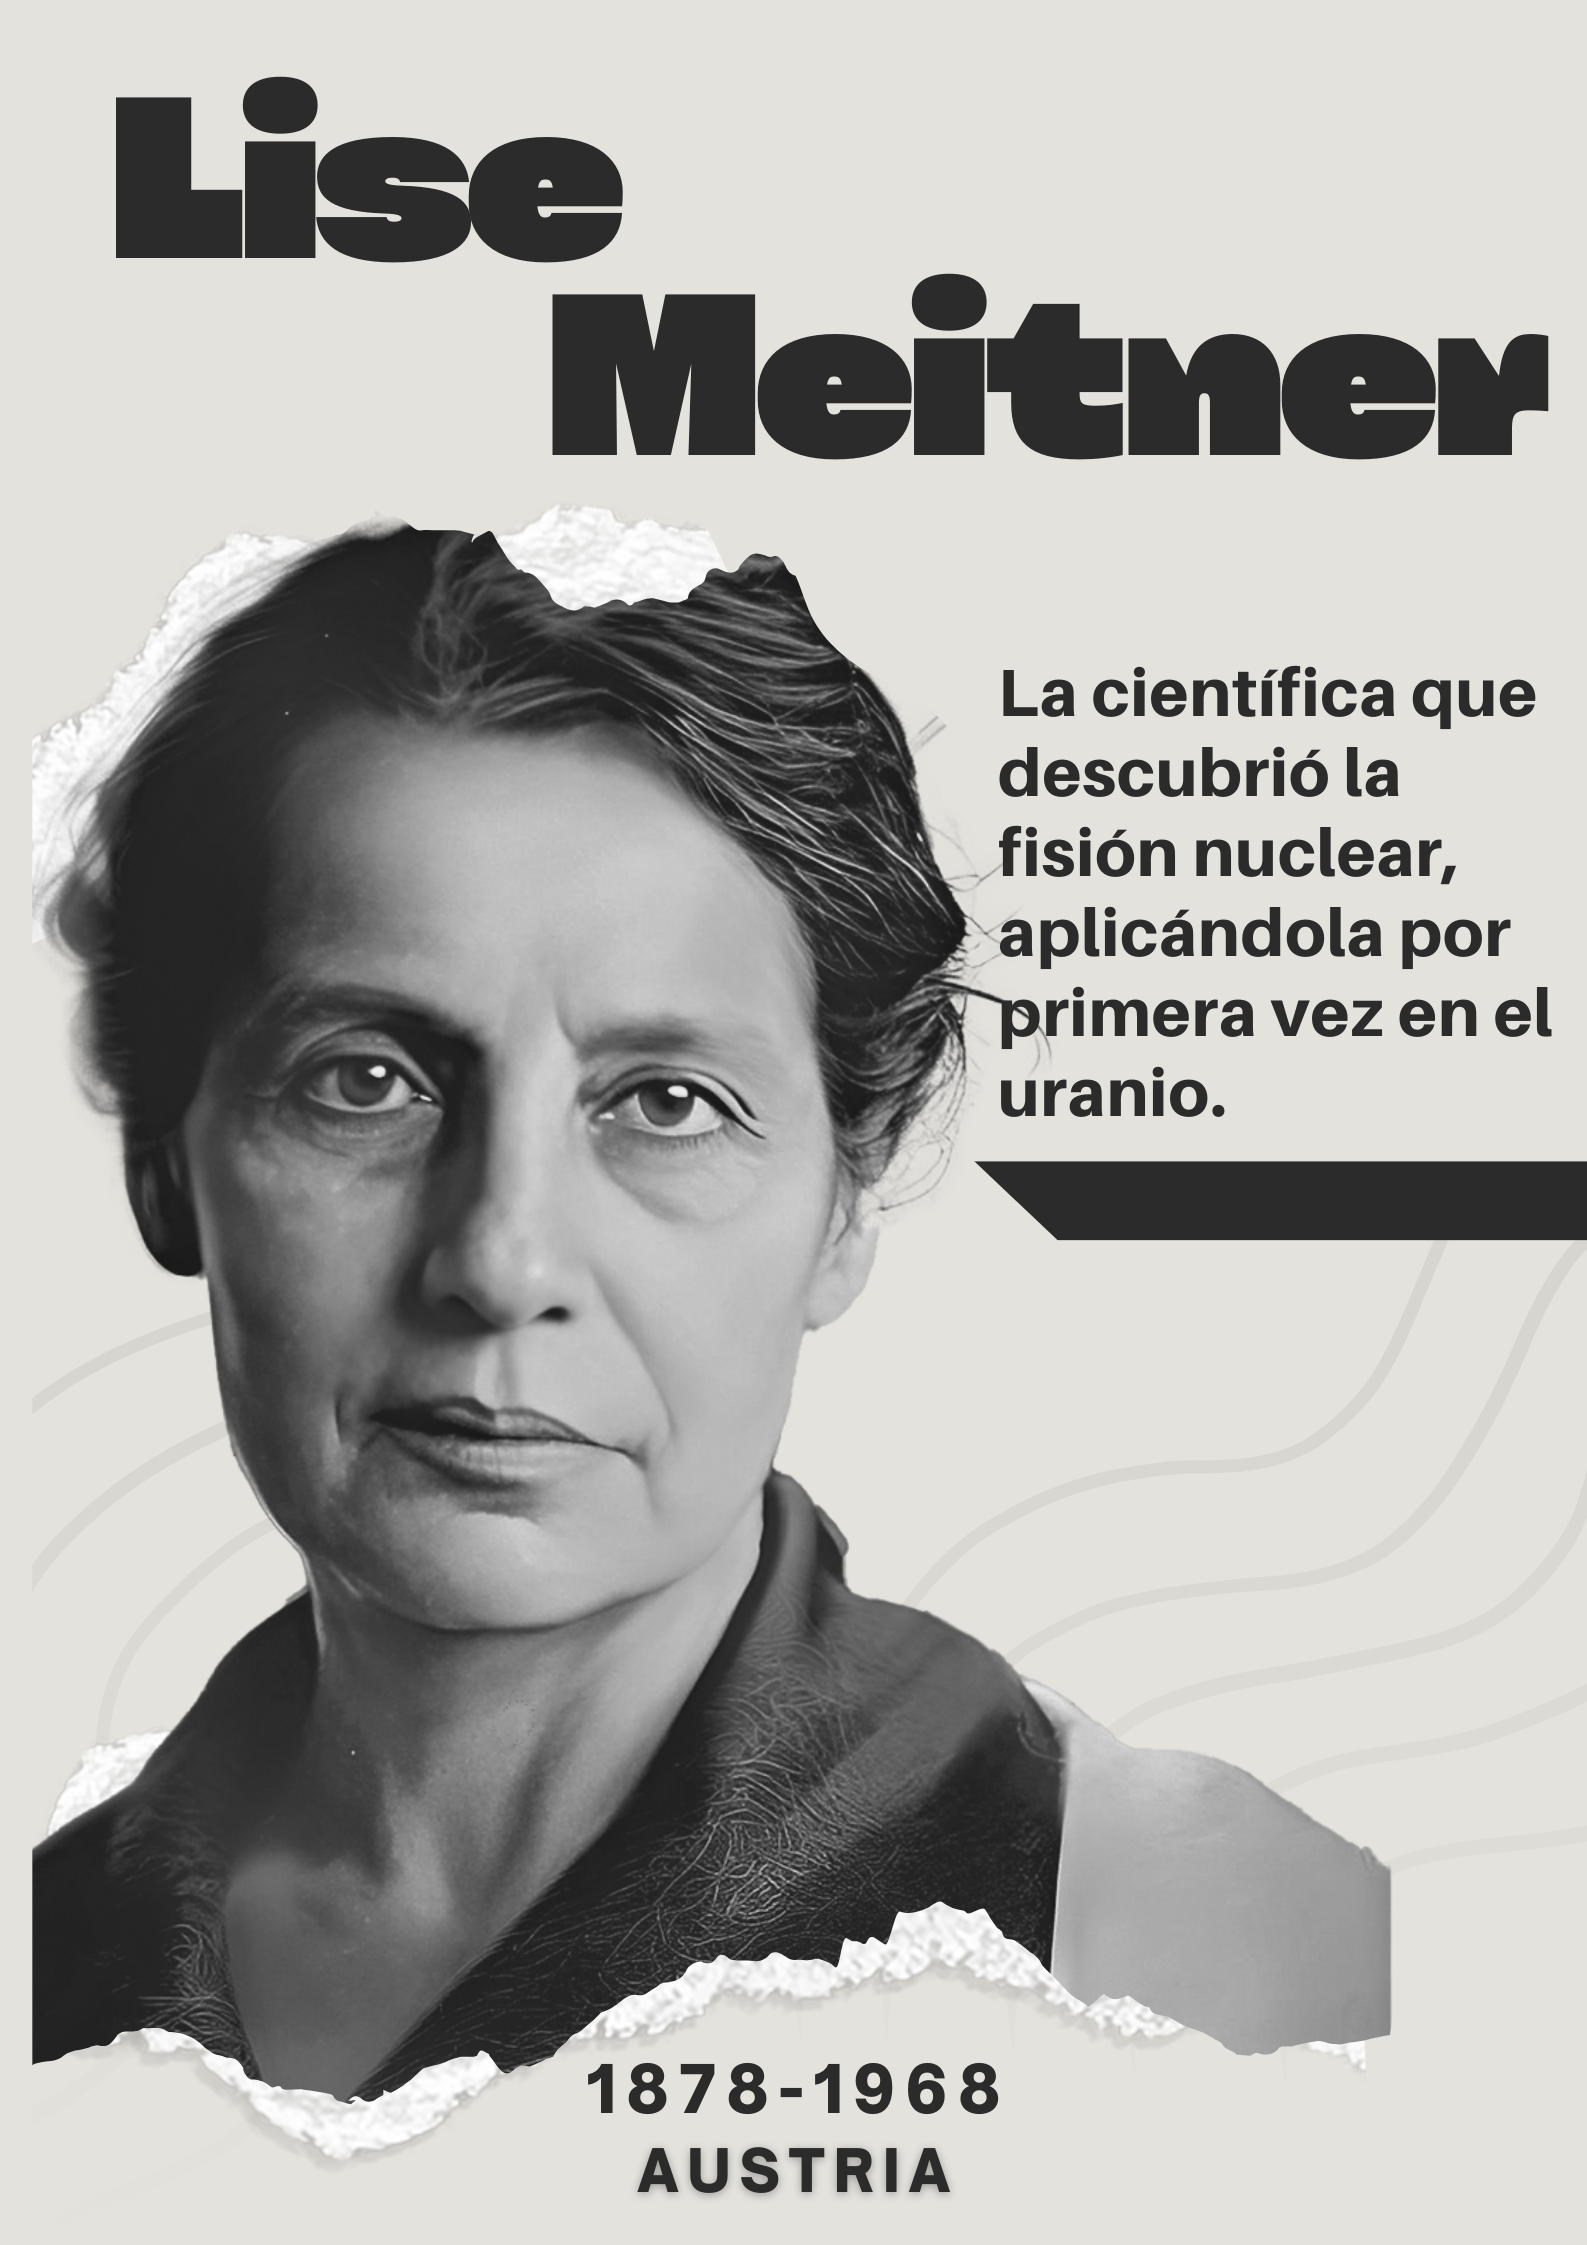 Lise
Meitner
La científica que
descubrió la
fisión nuclear,
aplicándola por
primera vez en el
uranio.
1878-1968
AUSTRIA